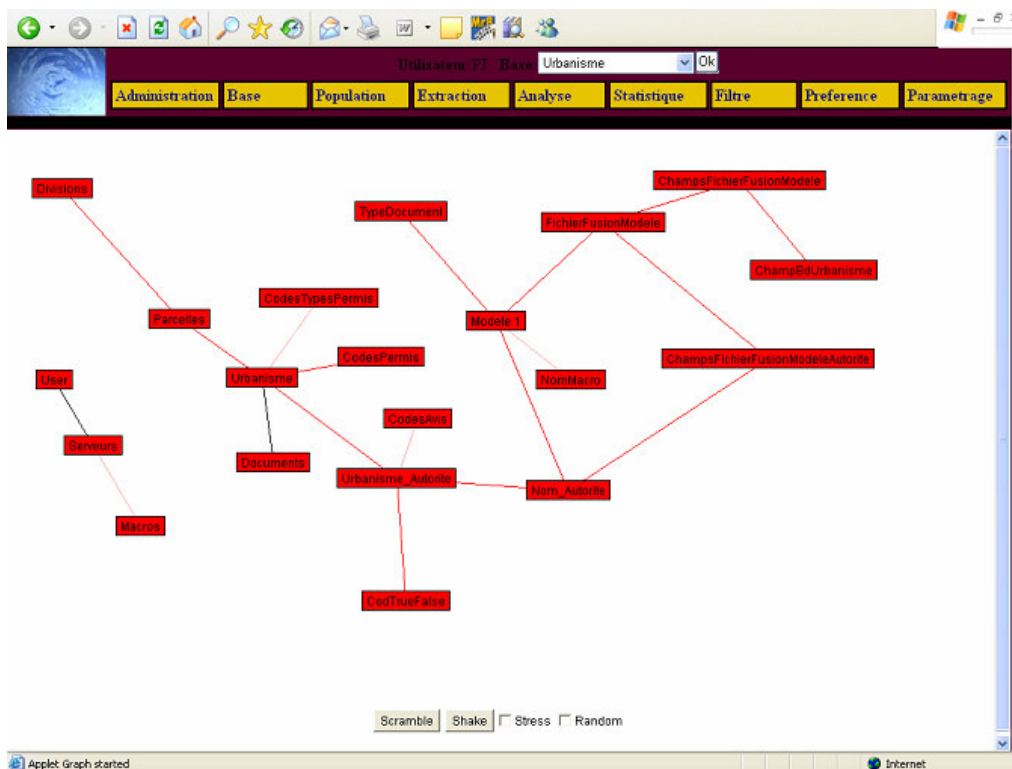 Utilisateur:PJ Base: Urbanisme Ok
Administration Base Population Extraction Analyse Statistique Filtre Preference Parametrage
ChampsFichierFusionModele
Divisions
TypeDocument
FichierFusionModele
ChampBdUrbanisme
CodesTypesPermis
Parcelles
Modele 1
CodesPermis
ChampsFichierFusionModeleAutorite
User
Urbanisme
NomMacro
CodesAvis
Serveurs
Documents
Urbanisme_Autorite
Nom_Autorite
Macros
CodTrueFalse
Scramble Shake Stress Random
Applet Graph started Internet